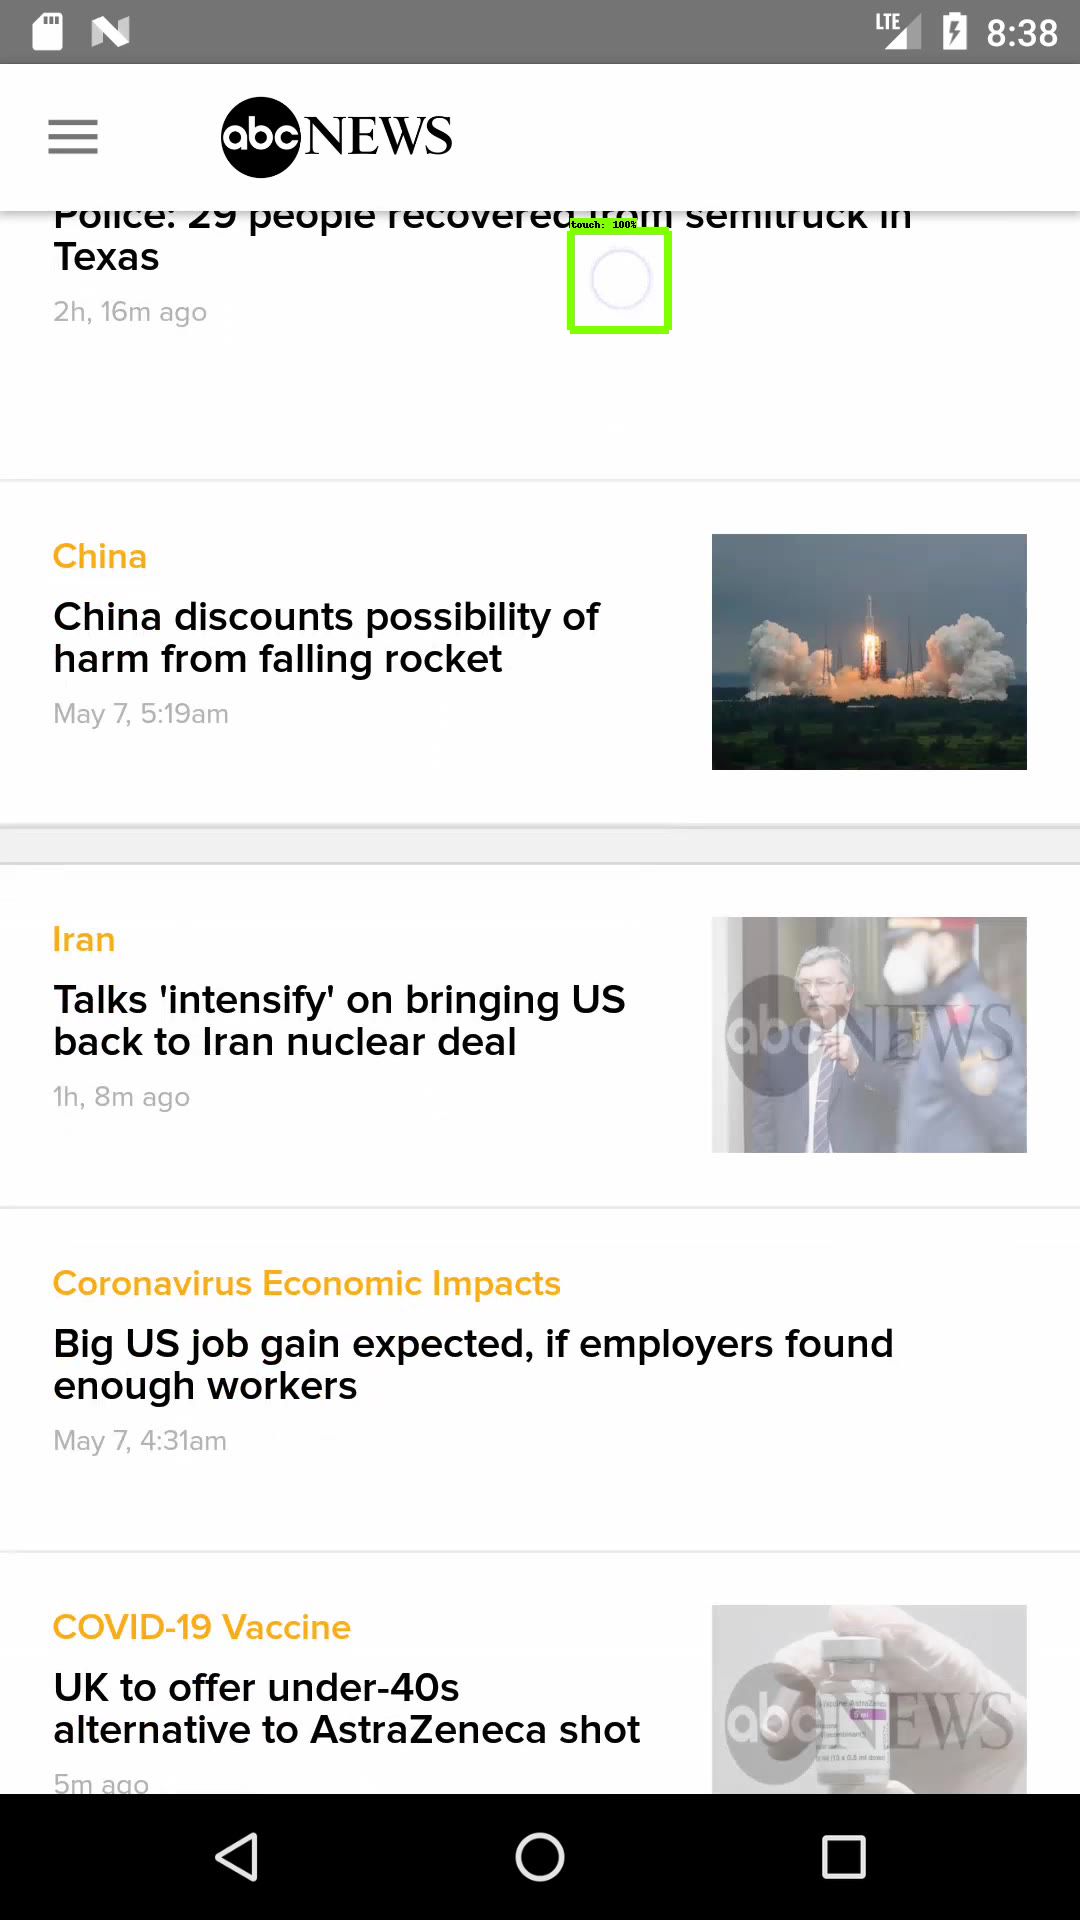 LTE
8:38
abc NEWS
Police: 29 people recovered from semitruck in
touch: 100%
Texas
2h, 16m ago
China
China discounts possibility of
harm from falling rocket
May 7, 5:19am
Iran
Talks 'intensify' on bringing US
back to Iran nuclear deal
abc NEWS
1h, 8m ago
Coronavirus Economic Impacts
Big US job gain expected, if employers found
enough workers
May 7, 4:31am
COVID-19 Vaccine
UK to offer under-40s
alternative to AstraZeneca shot
abc NEWS
5m ago